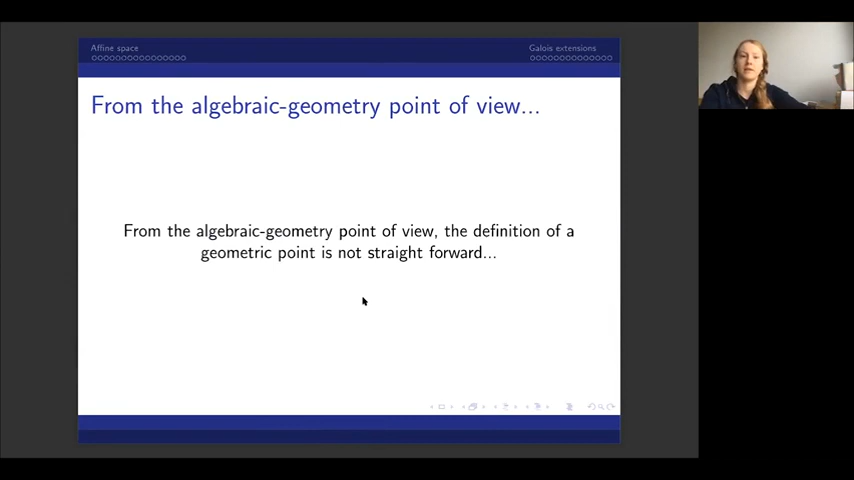 Affine space
Galois extensions
From the algebraic-geometry point of view...
From the algebraic-geometry point of view, the definition of a
geometric point is not straight forward...